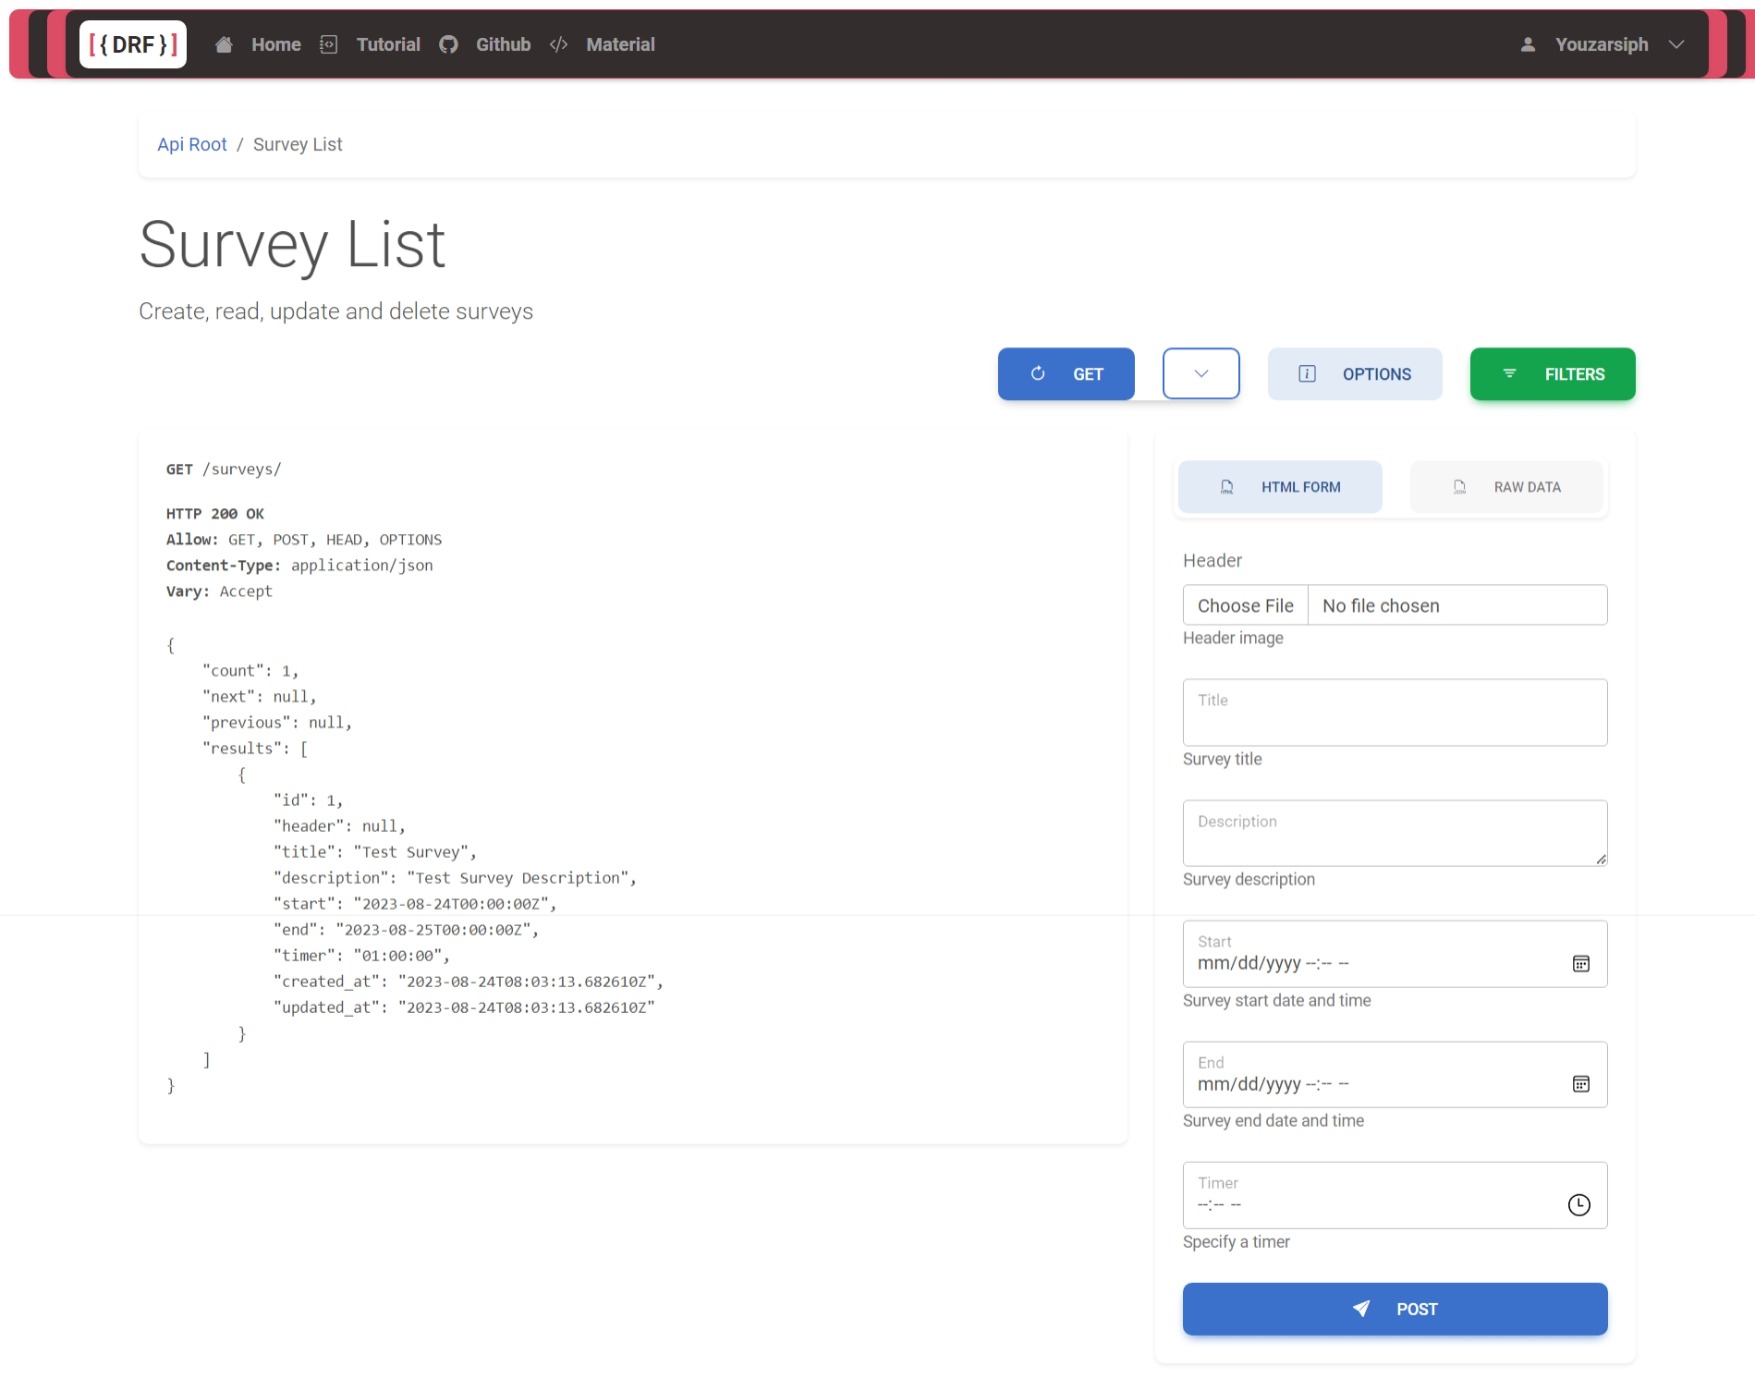 [{DRF}] Home Tutorial Github </> Material Youzarsiph
Api Root / Survey List
Survey List
Create, read, update and delete surveys
GET OPTIONS FILTERS
GET /surveys/
HTTP 200 OK
Allow: GET, POST, HEAD, OPTIONS
Content-Type: application/json
Vary: Accept
{
    "count": 1,
    "next": null,
    "previous": null,
    "results": [
        {
            "id": 1,
            "header": null,
            "title": "Test Survey",
            "description": "Test Survey Description",
            "start": "2023-08-24T00:00:00Z",
            "end": "2023-08-25T00:00:00Z",
            "timer": "01:00:00",
            "created_at": "2023-08-24T08:03:13.682610Z",
            "updated_at": "2023-08-24T08:03:13.682610Z"
        }
    ]
}
HTML FORM RAW DATA
Header
Choose File No file chosen
Header image
Title
Survey title
Description
Survey description
Start
mm/dd/yyyy --:-- --
Survey start date and time
End
mm/dd/yyyy --:-- --
Survey end date and time
Timer
--:-- --
Specify a timer
POST